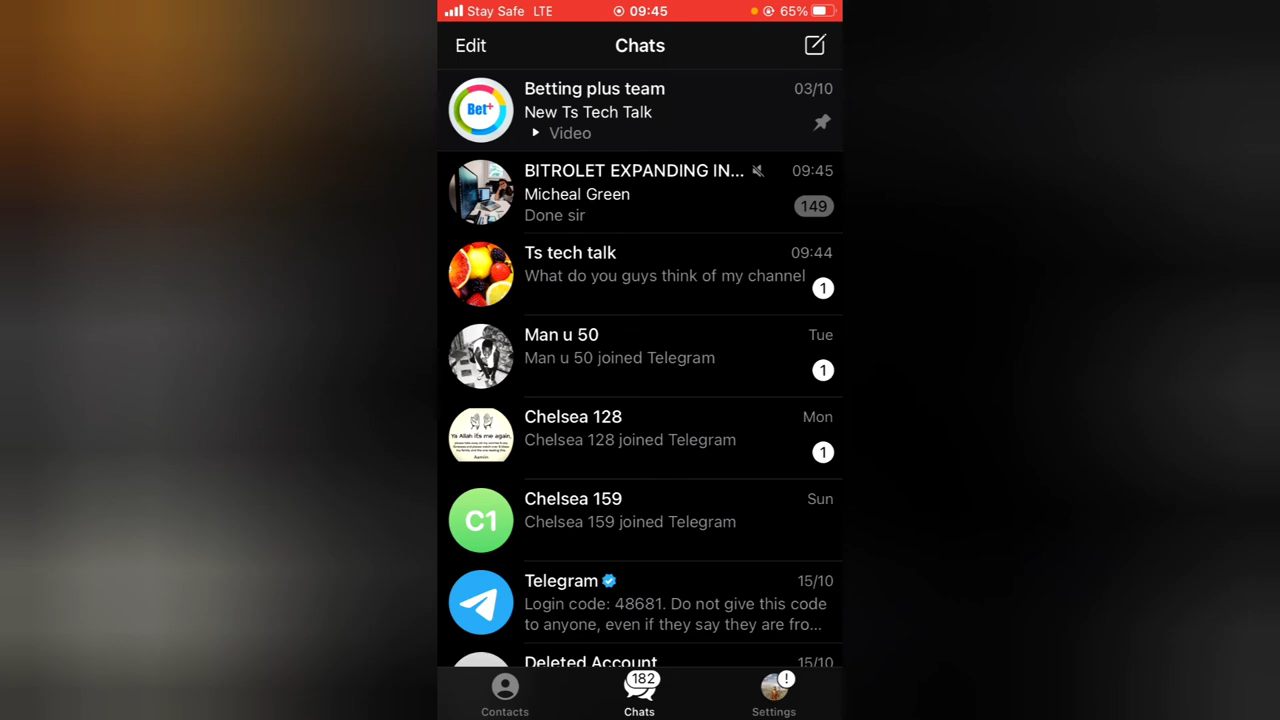 Stay Safe LTE 09:45 65%
Edit Chats
Bet+
Betting plus team 03/10
New Ts Tech Talk
Video
BITROLET EXPANDING IN... 09:45
Micheal Green
Done sir 149
Ts tech talk 09:44
What do you guys think of my channel
1
Man u 50 Tue
Man u 50 joined Telegram
1
Ya Allah it's me again,
Chelsea 128 Mon
Chelsea 128 joined Telegram
1
C1
Chelsea 159 Sun
Chelsea 159 joined Telegram
Telegram 15/10
Login code: 48681. Do not give this code
to anyone, even if they say they are fro...
Deleted Account 15/10
182 !
Contacts Chats Settings